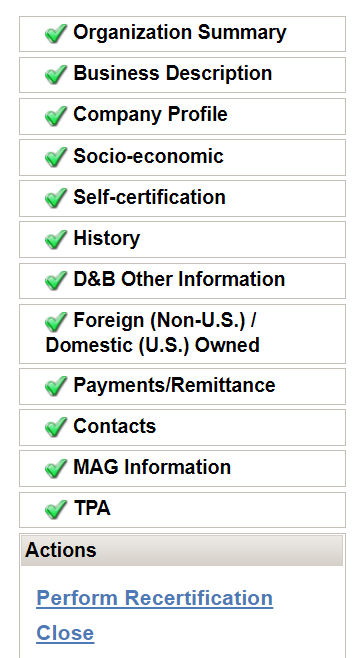 Organization Summary
Business Description
Company Profile
Socio-economic
Self-certification
History
D&B Other Information
Foreign (Non-U.S.) /
Domestic (U.S.) Owned
Payments/Remittance
Contacts
MAG Information
TPA
Actions
Perform Recertification
Close